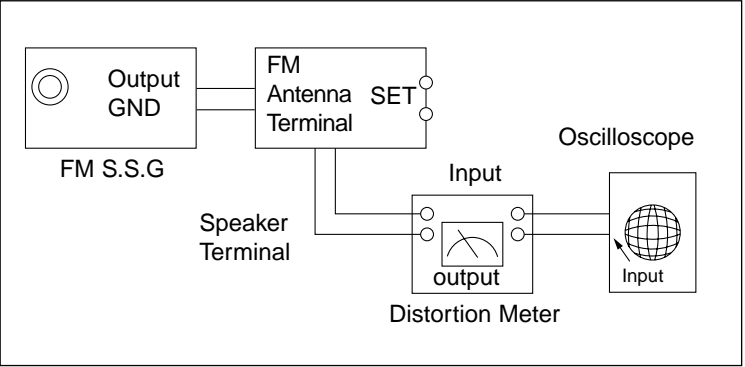 Output
GND
FM S.S.G
FM
Antenna
Terminal
SET
Speaker
Terminal
Input
output
Distortion Meter
Oscilloscope
Input